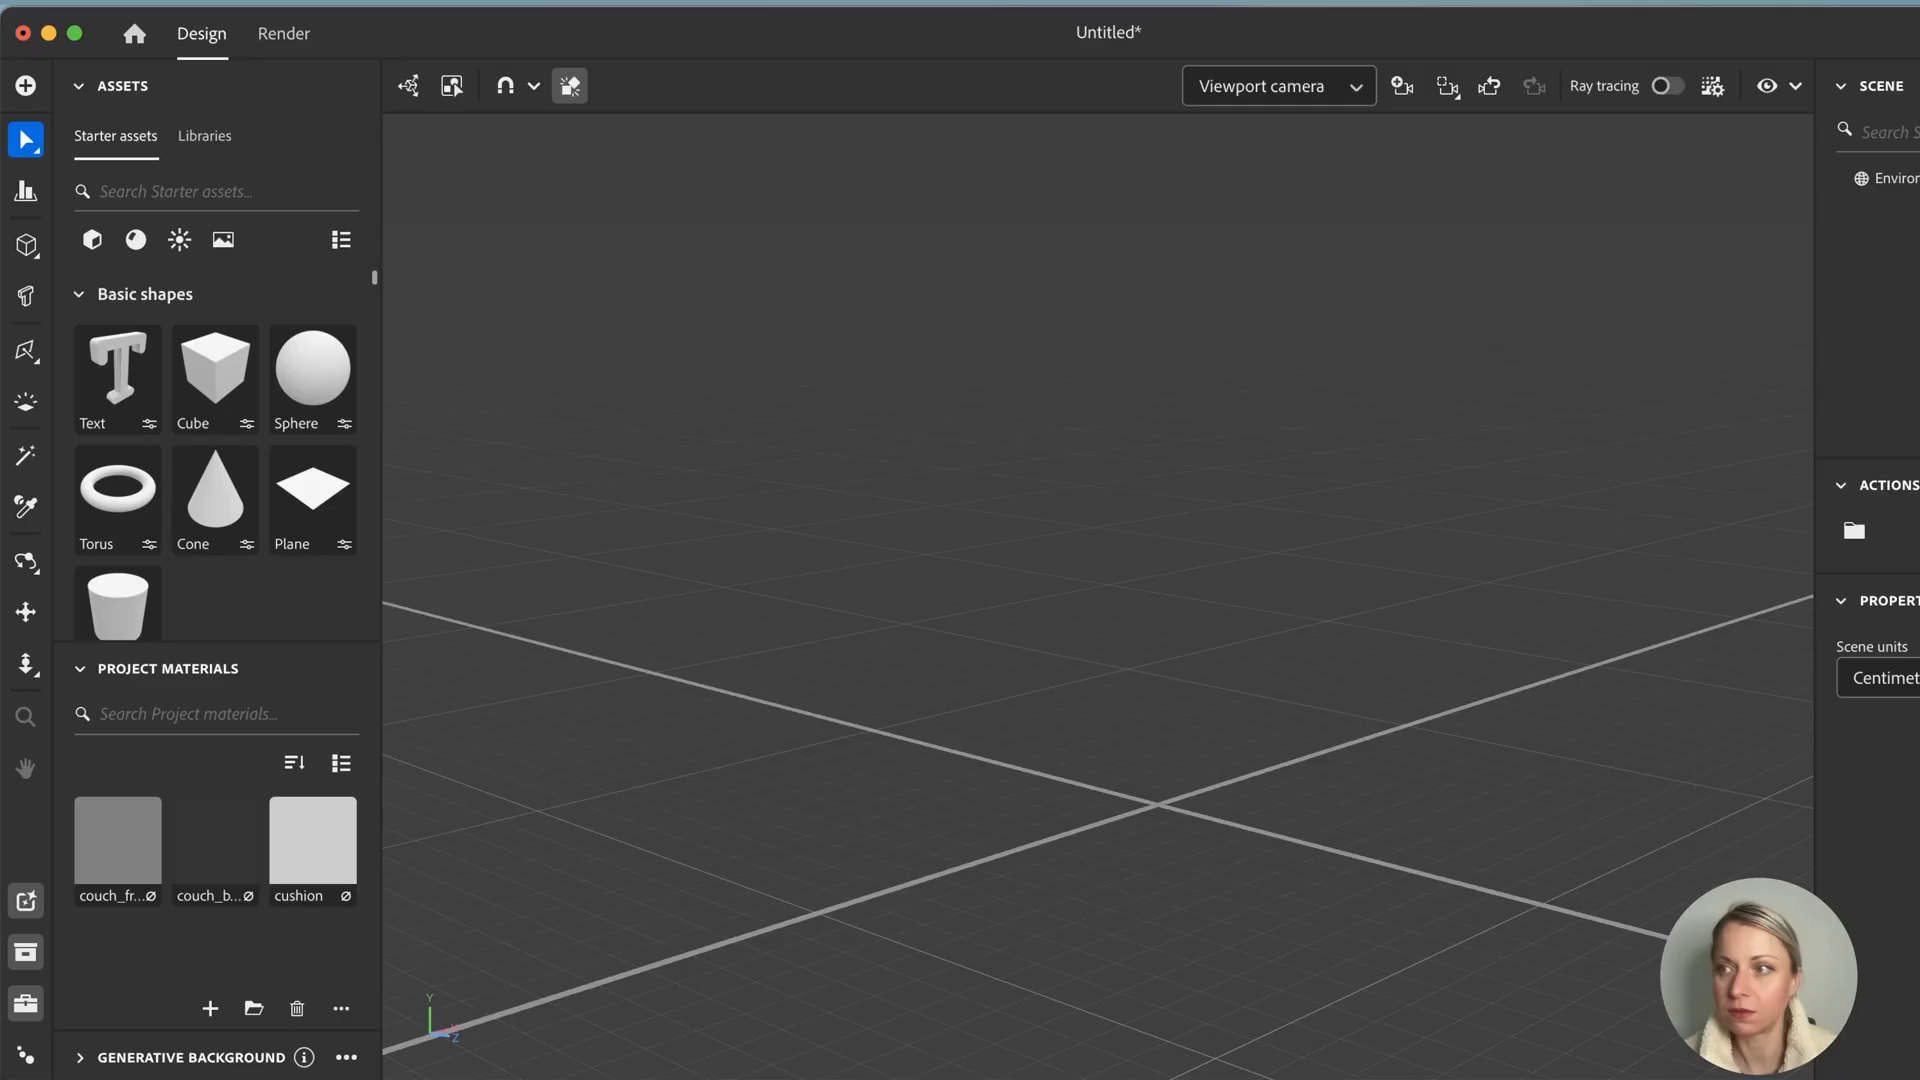 Design
Render
Untitled*
ASSETS
Viewport camera
Ray tracing
SCENE
Starter assets
Libraries
Search S
Search Starter assets...
Environ
Basic shapes
Text
Cube
Sphere
Torus
Cone
Plane
ACTIONS
PROPERT
Scene units
Centimet
PROJECT MATERIALS
Search Project materials...
couch_fr...
couch_b...
cushion
GENERATIVE BACKGROUND
Y
Z